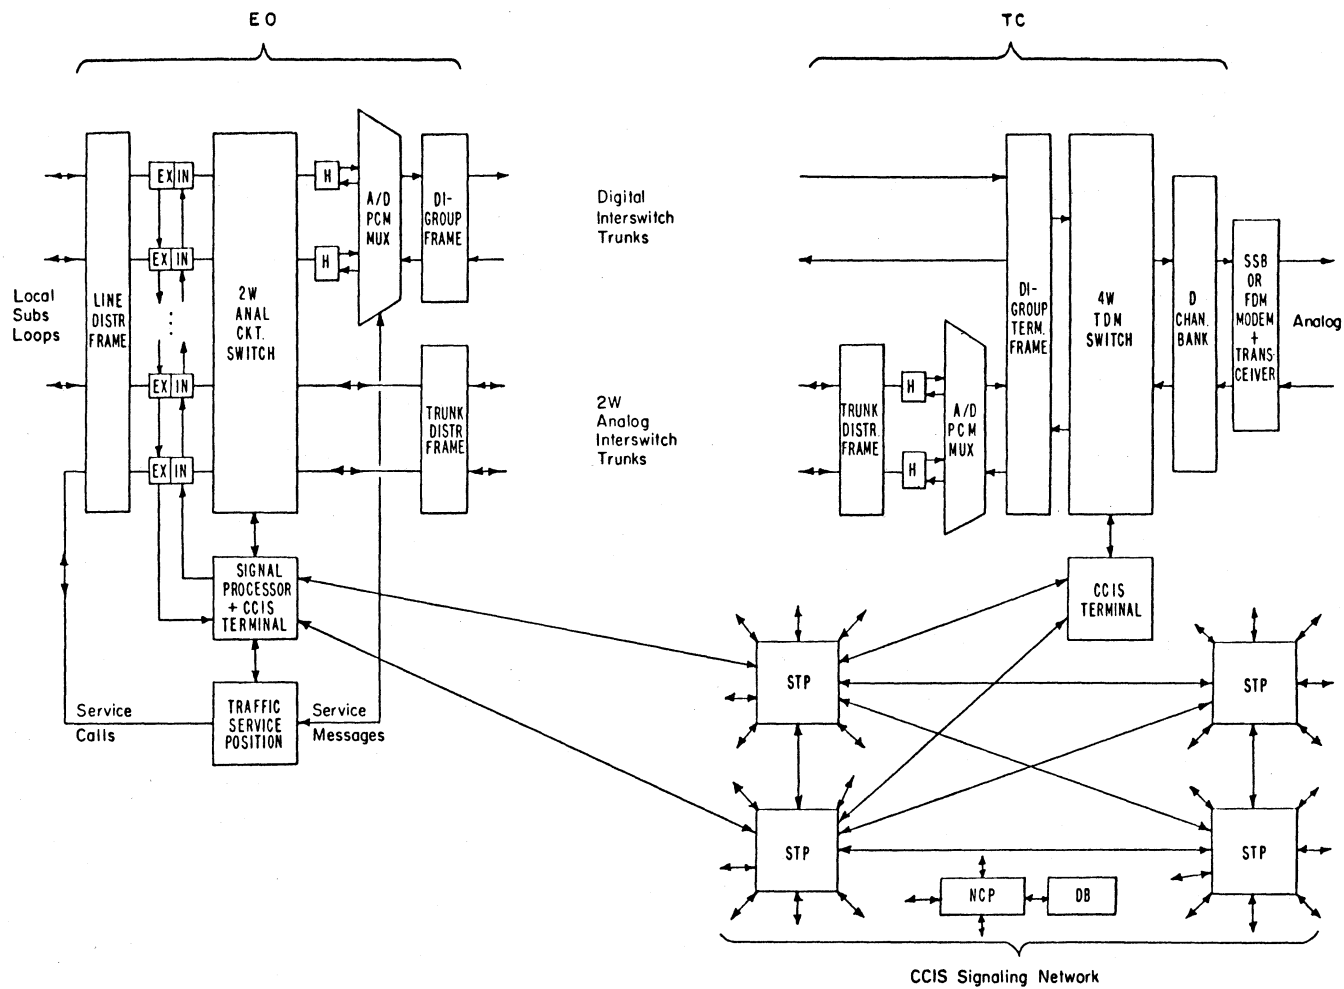 EO
TC
Local
Subs
Loops
LINE
DISTR
FRAME
EX IN
EX IN
EX IN
EX IN
2W
ANAL
CKT.
SWITCH
H
H
A/D
PCM
MUX
DI-
GROUP
FRAME
TRUNK
DISTR
FRAME
SIGNAL
PROCESSOR
+ CCIS
TERMINAL
TRAFFIC
SERVICE
POSITION
Service
Calls
Service
Messages
Digital
Interswitch
Trunks
2W
Analog
Interswitch
Trunks
TRUNK
DISTR.
FRAME
H
H
A/D
PCM
MUX
DI-
GROUP
TERM.
FRAME
4W
TDM
SWITCH
D
CHAN.
BANK
SSB
OR
FDM
MODEM
+
TRANS-
CEIVER
Analog
CCIS
TERMINAL
STP
STP
STP
STP
NCP
DB
CCIS Signaling Network